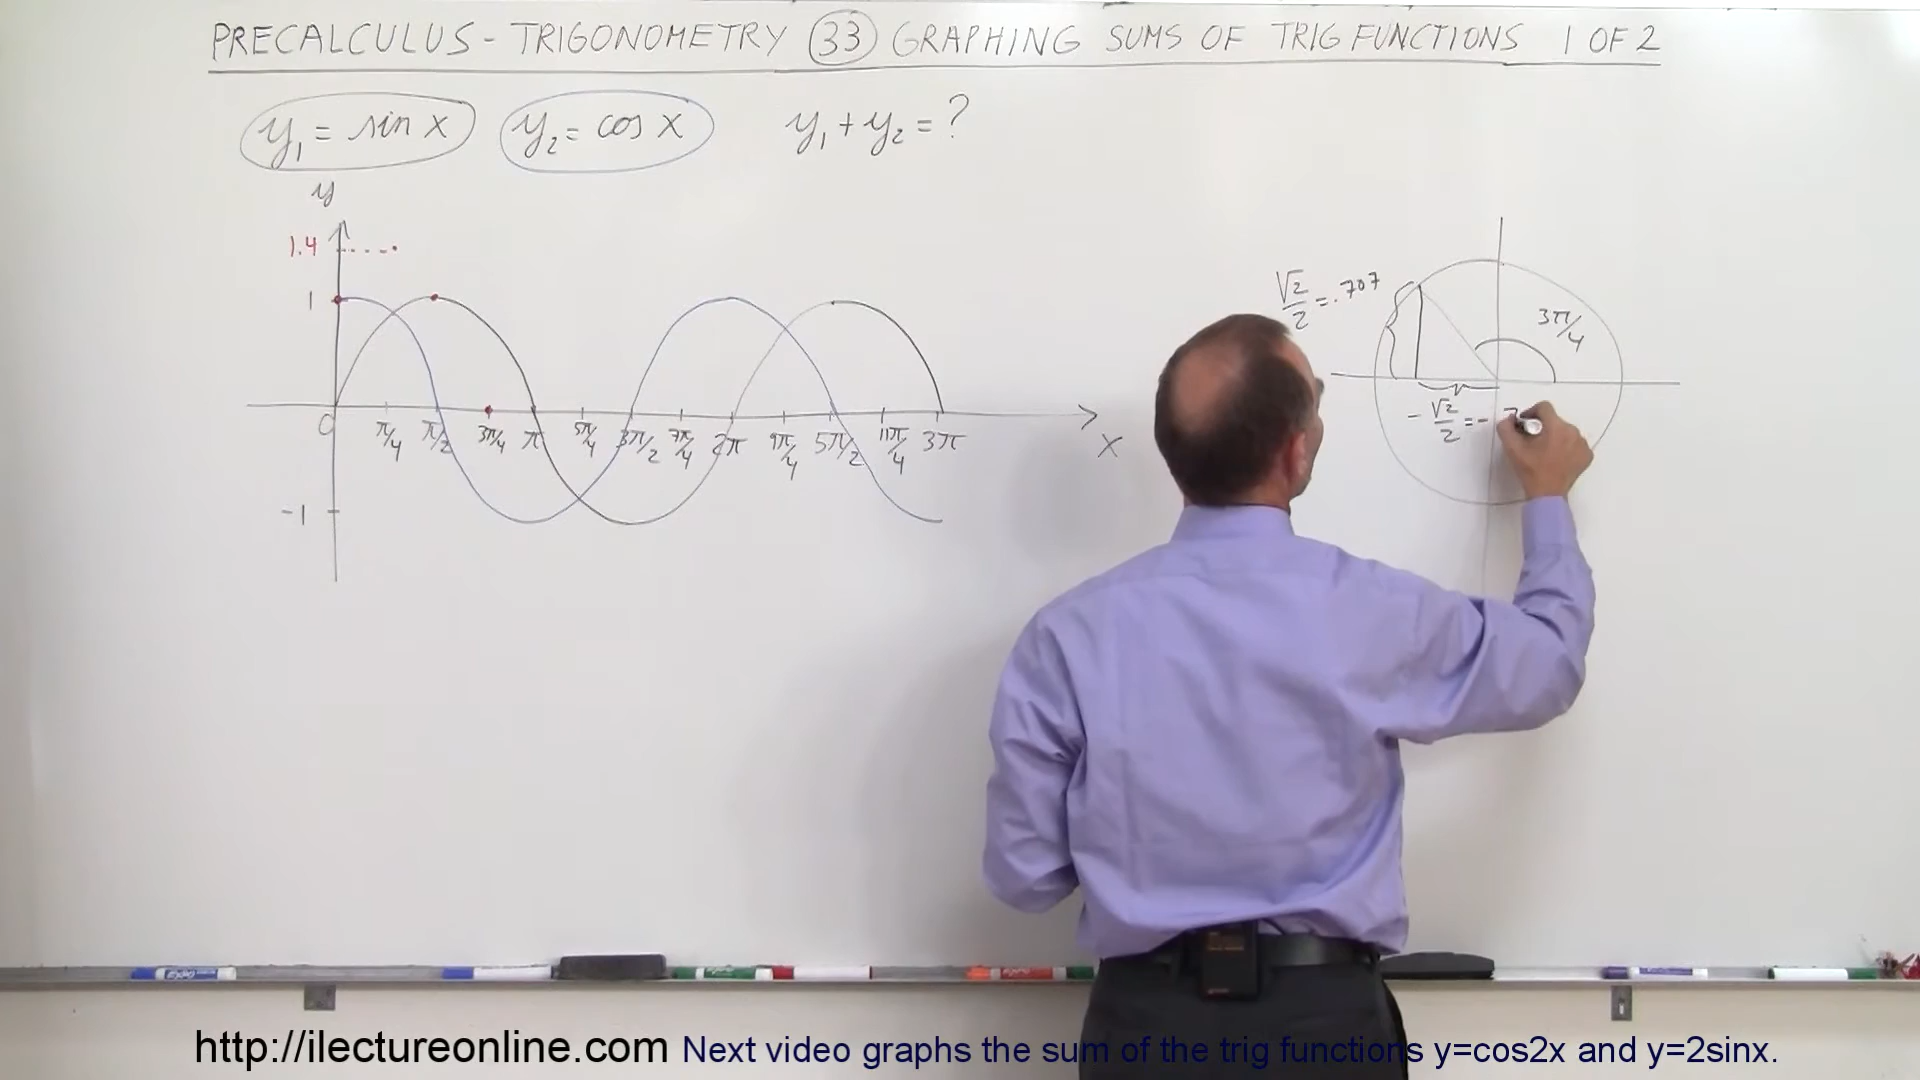 PRECALCULUS - TRIGONOMETRY 33 GRAPHING SUMS OF TRIG FUNCTIONS 1 OF 2
y₁ = sin x y₂ = cos x y₁ + y₂ = ?
y
1.4
1
0 π/4 π/2 3π/4 π 5π/4 3π/2 7π/4 2π 9π/4 5π/2 11π/4 3π
x
-1
√2/2 = .707
3π/4
-√2/2 = -
http://ilectureonline.com Next video graphs the sum of the trig functions y=cos2x and y=2sinx.